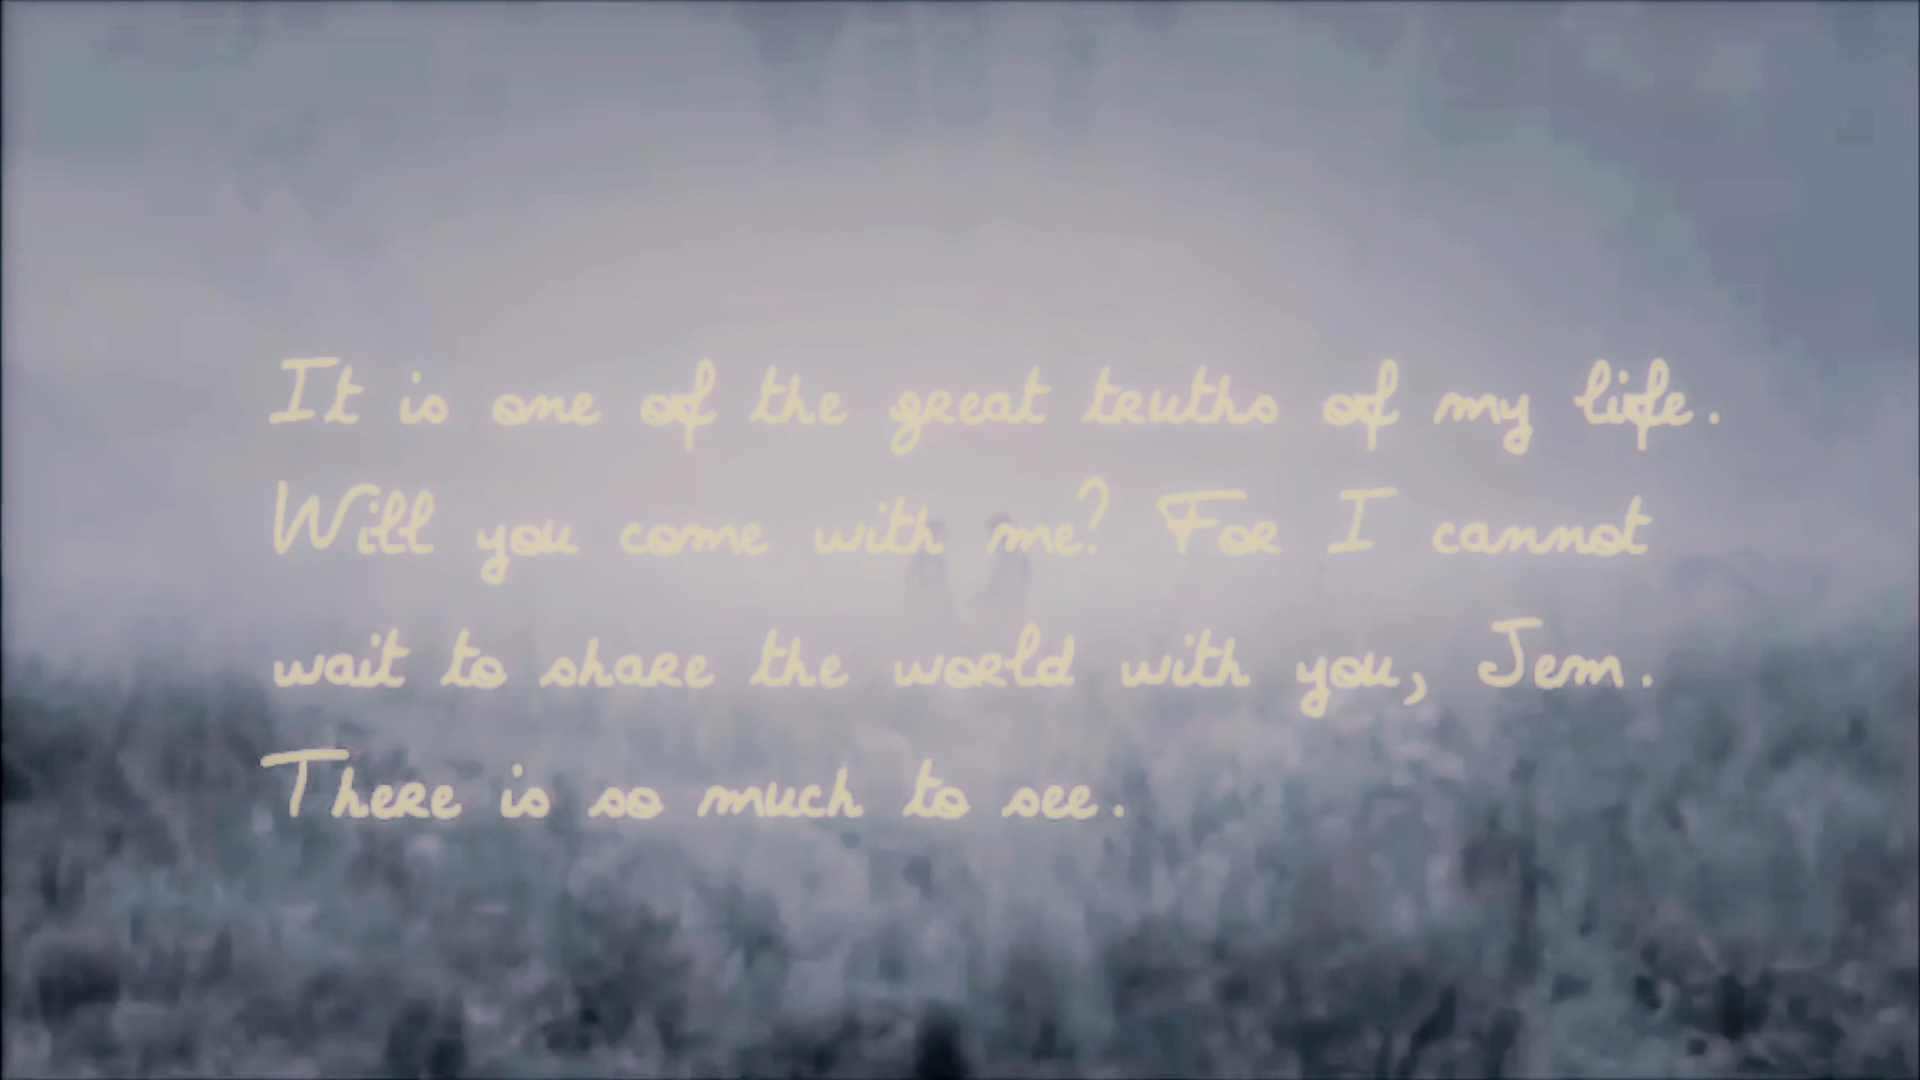 It is one of the great truths of my life.
Will you come with me? For I cannot
wait to share the world with you, Jem.
There is so much to see.